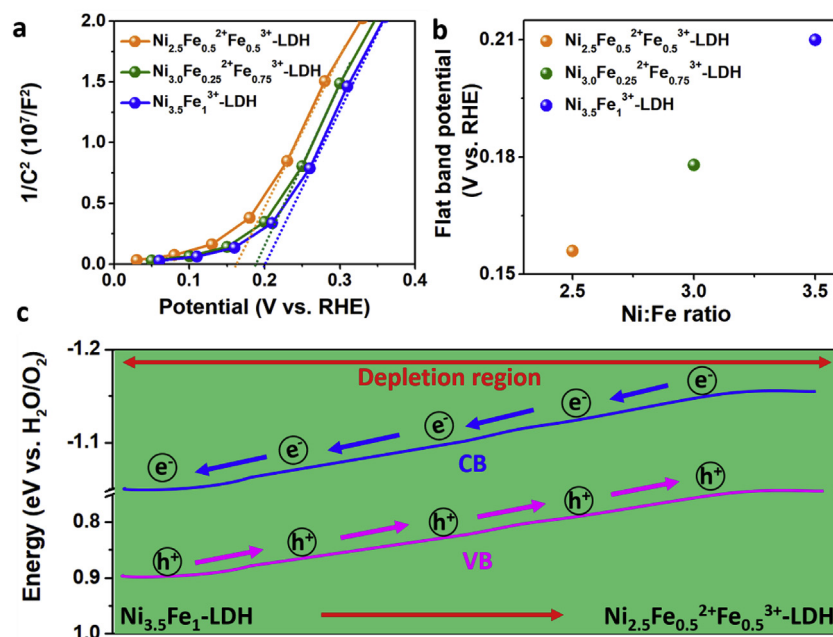 a
Ni2.5Fe0.5²⁺Fe0.5³⁺-LDH
Ni3.0Fe0.25²⁺Fe0.75³⁺-LDH
Ni3.5Fe1³⁺-LDH
1/C² (10⁷/F²)
2.0
1.5
1.0
0.5
0.0
0.0 0.1 0.2 0.3 0.4
Potential (V vs. RHE)
b
Ni2.5Fe0.5²⁺Fe0.5³⁺-LDH
Ni3.0Fe0.25²⁺Fe0.75³⁺-LDH
Ni3.5Fe1³⁺-LDH
Flat band potential
(V vs. RHE)
0.21
0.18
0.15
2.5 3.0 3.5
Ni:Fe ratio
c
Energy (eV vs. H2O/O2)
-1.2
-1.1
0.8
0.9
1.0
Depletion region
e⁻ e⁻ e⁻ e⁻ e⁻
CB
h⁺ h⁺ h⁺ h⁺ h⁺
VB
Ni3.5Fe1-LDH Ni2.5Fe0.5²⁺Fe0.5³⁺-LDH